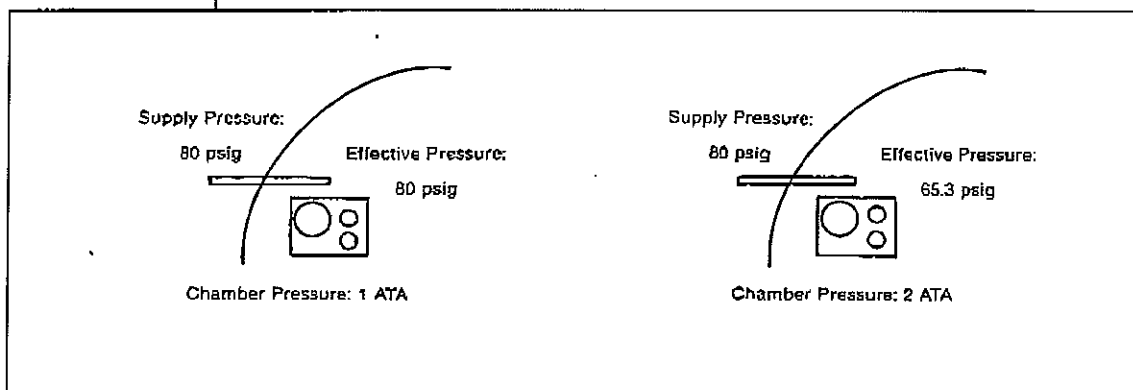 Supply Pressure:
80 psig
Effective Pressure:
80 psig
Chamber Pressure: 1 ATA
Supply Pressure:
80 psig
Effective Pressure:
65.3 psig
Chamber Pressure: 2 ATA